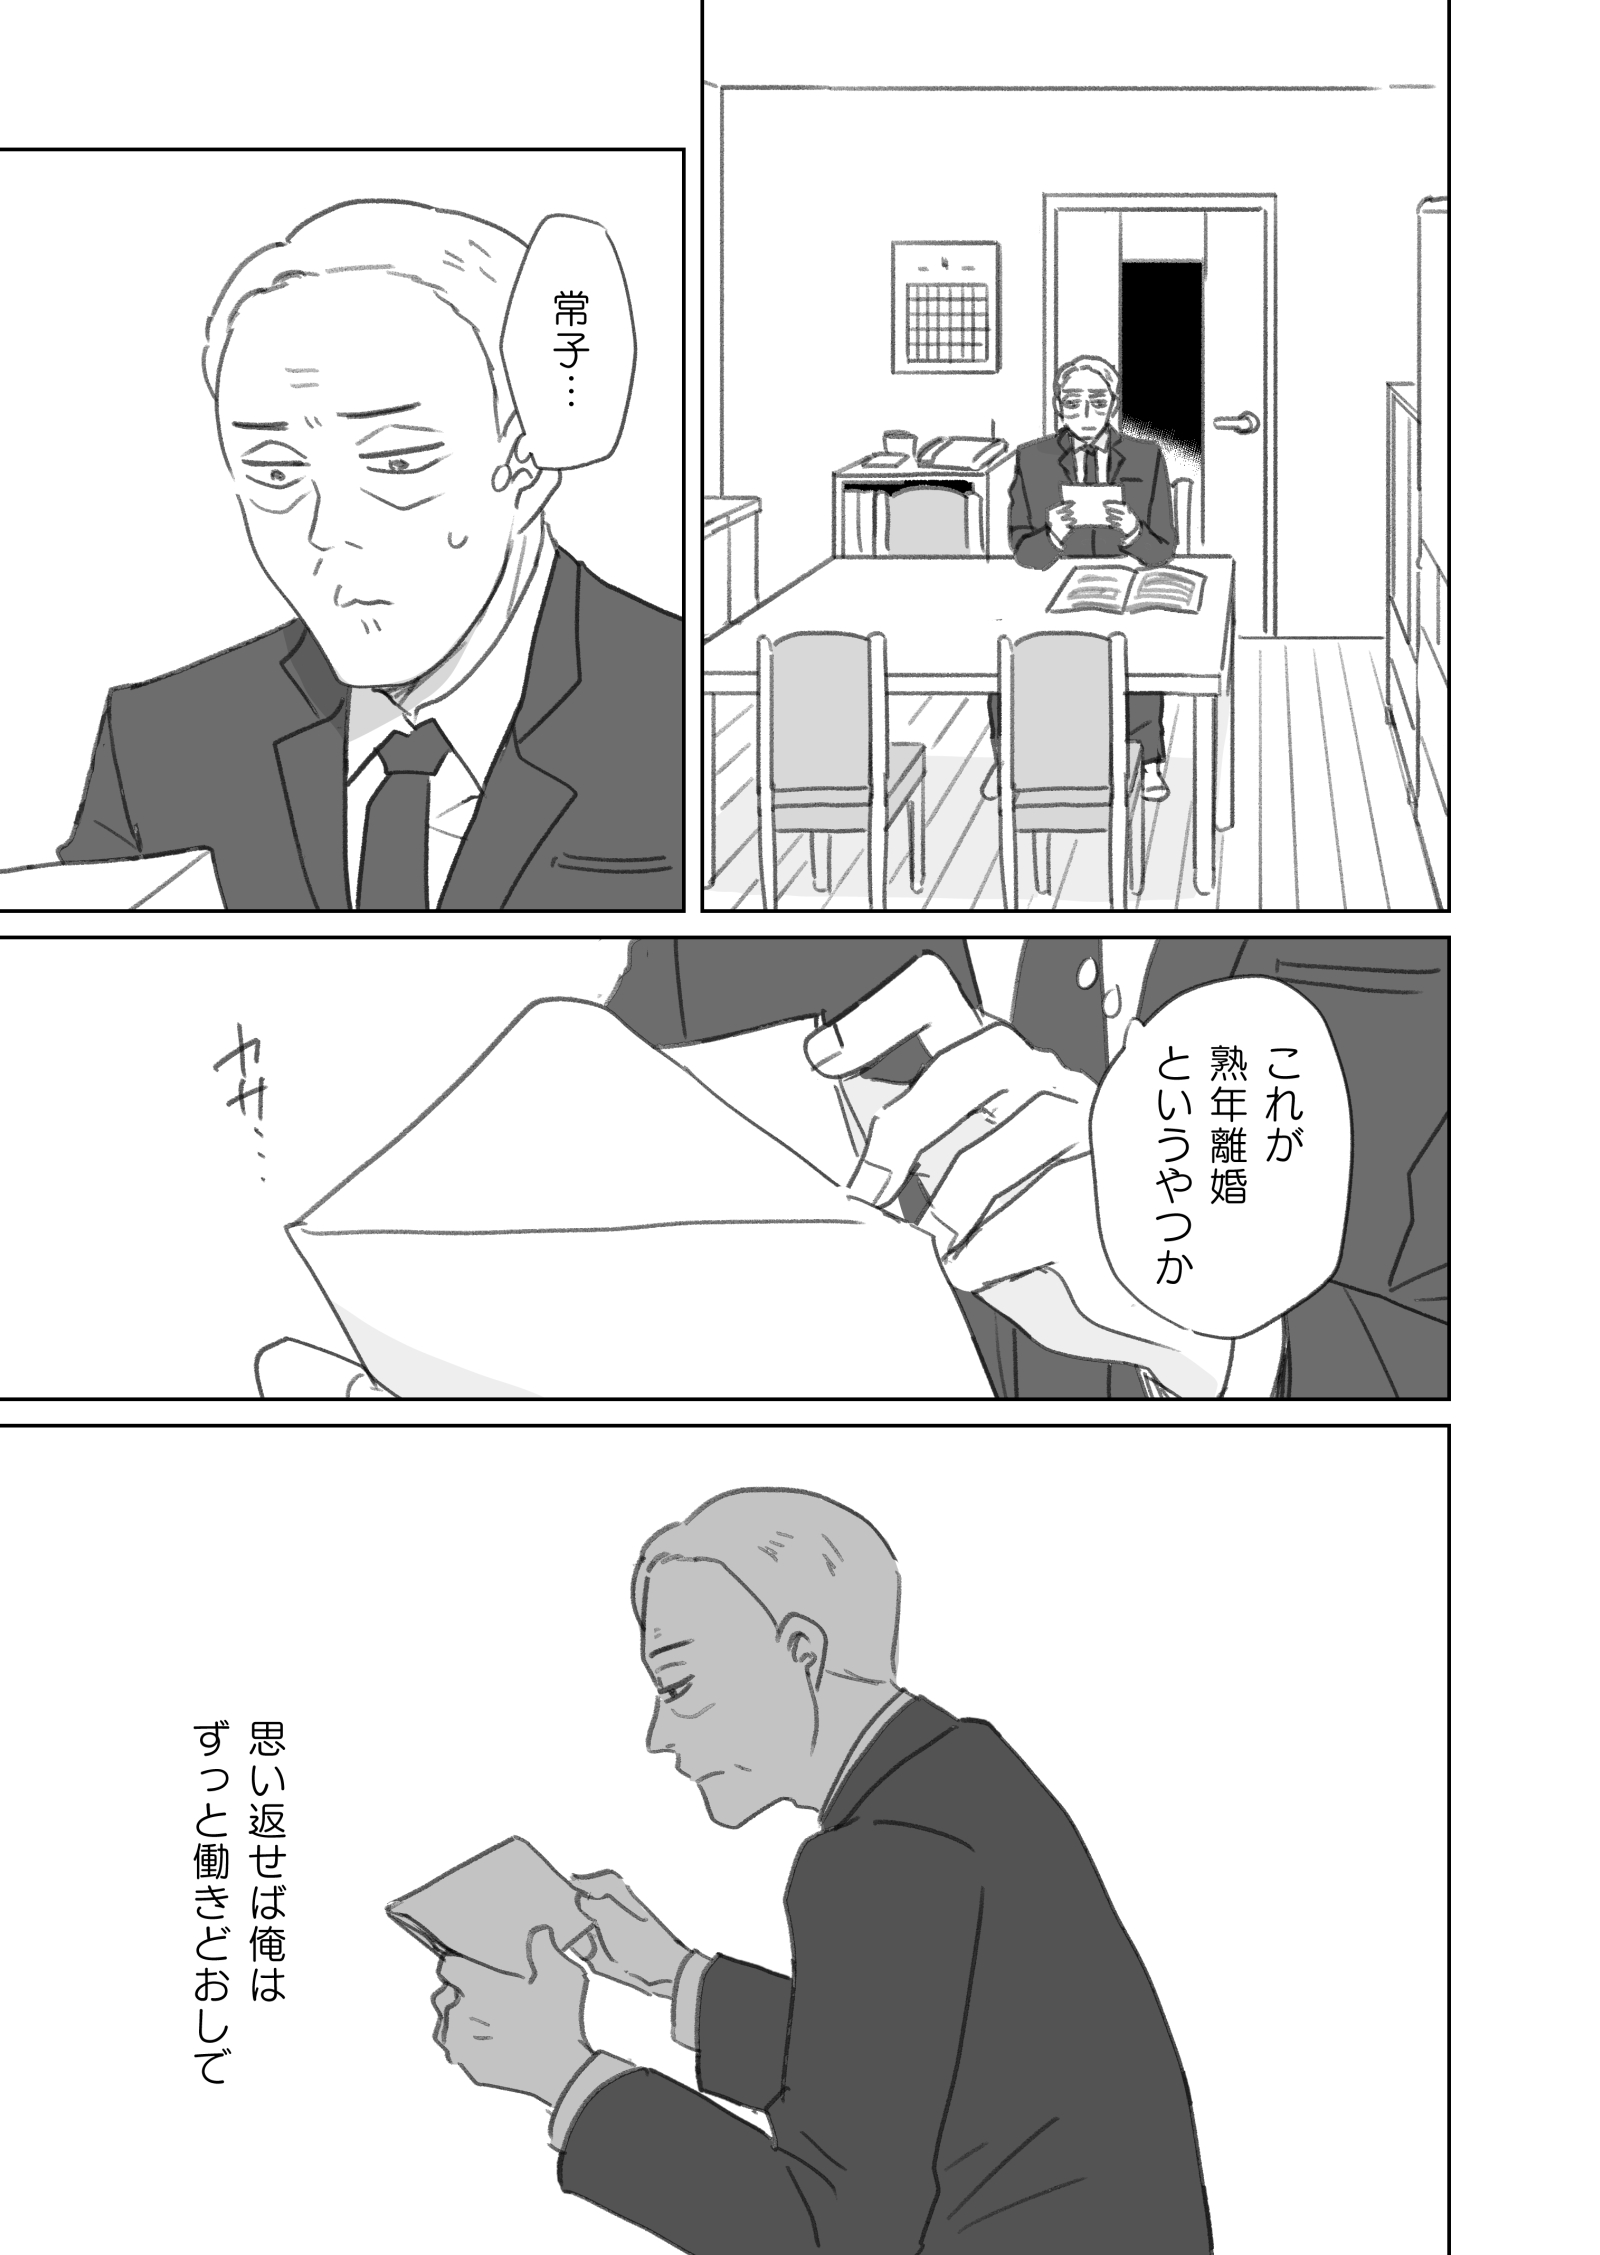 常子…
これが
熟年離婚
というやつか
カサ…
思い返せば俺は
ずっと働きどおしで